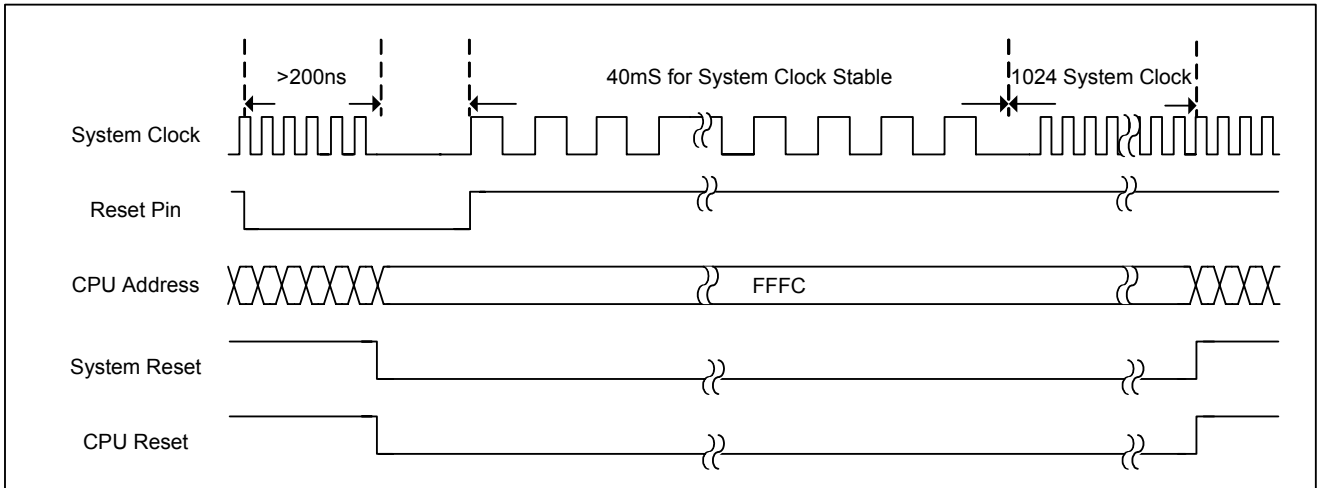 >200ns
40mS for System Clock Stable
1024 System Clock
System Clock
Reset Pin
CPU Address
FFFC
System Reset
CPU Reset